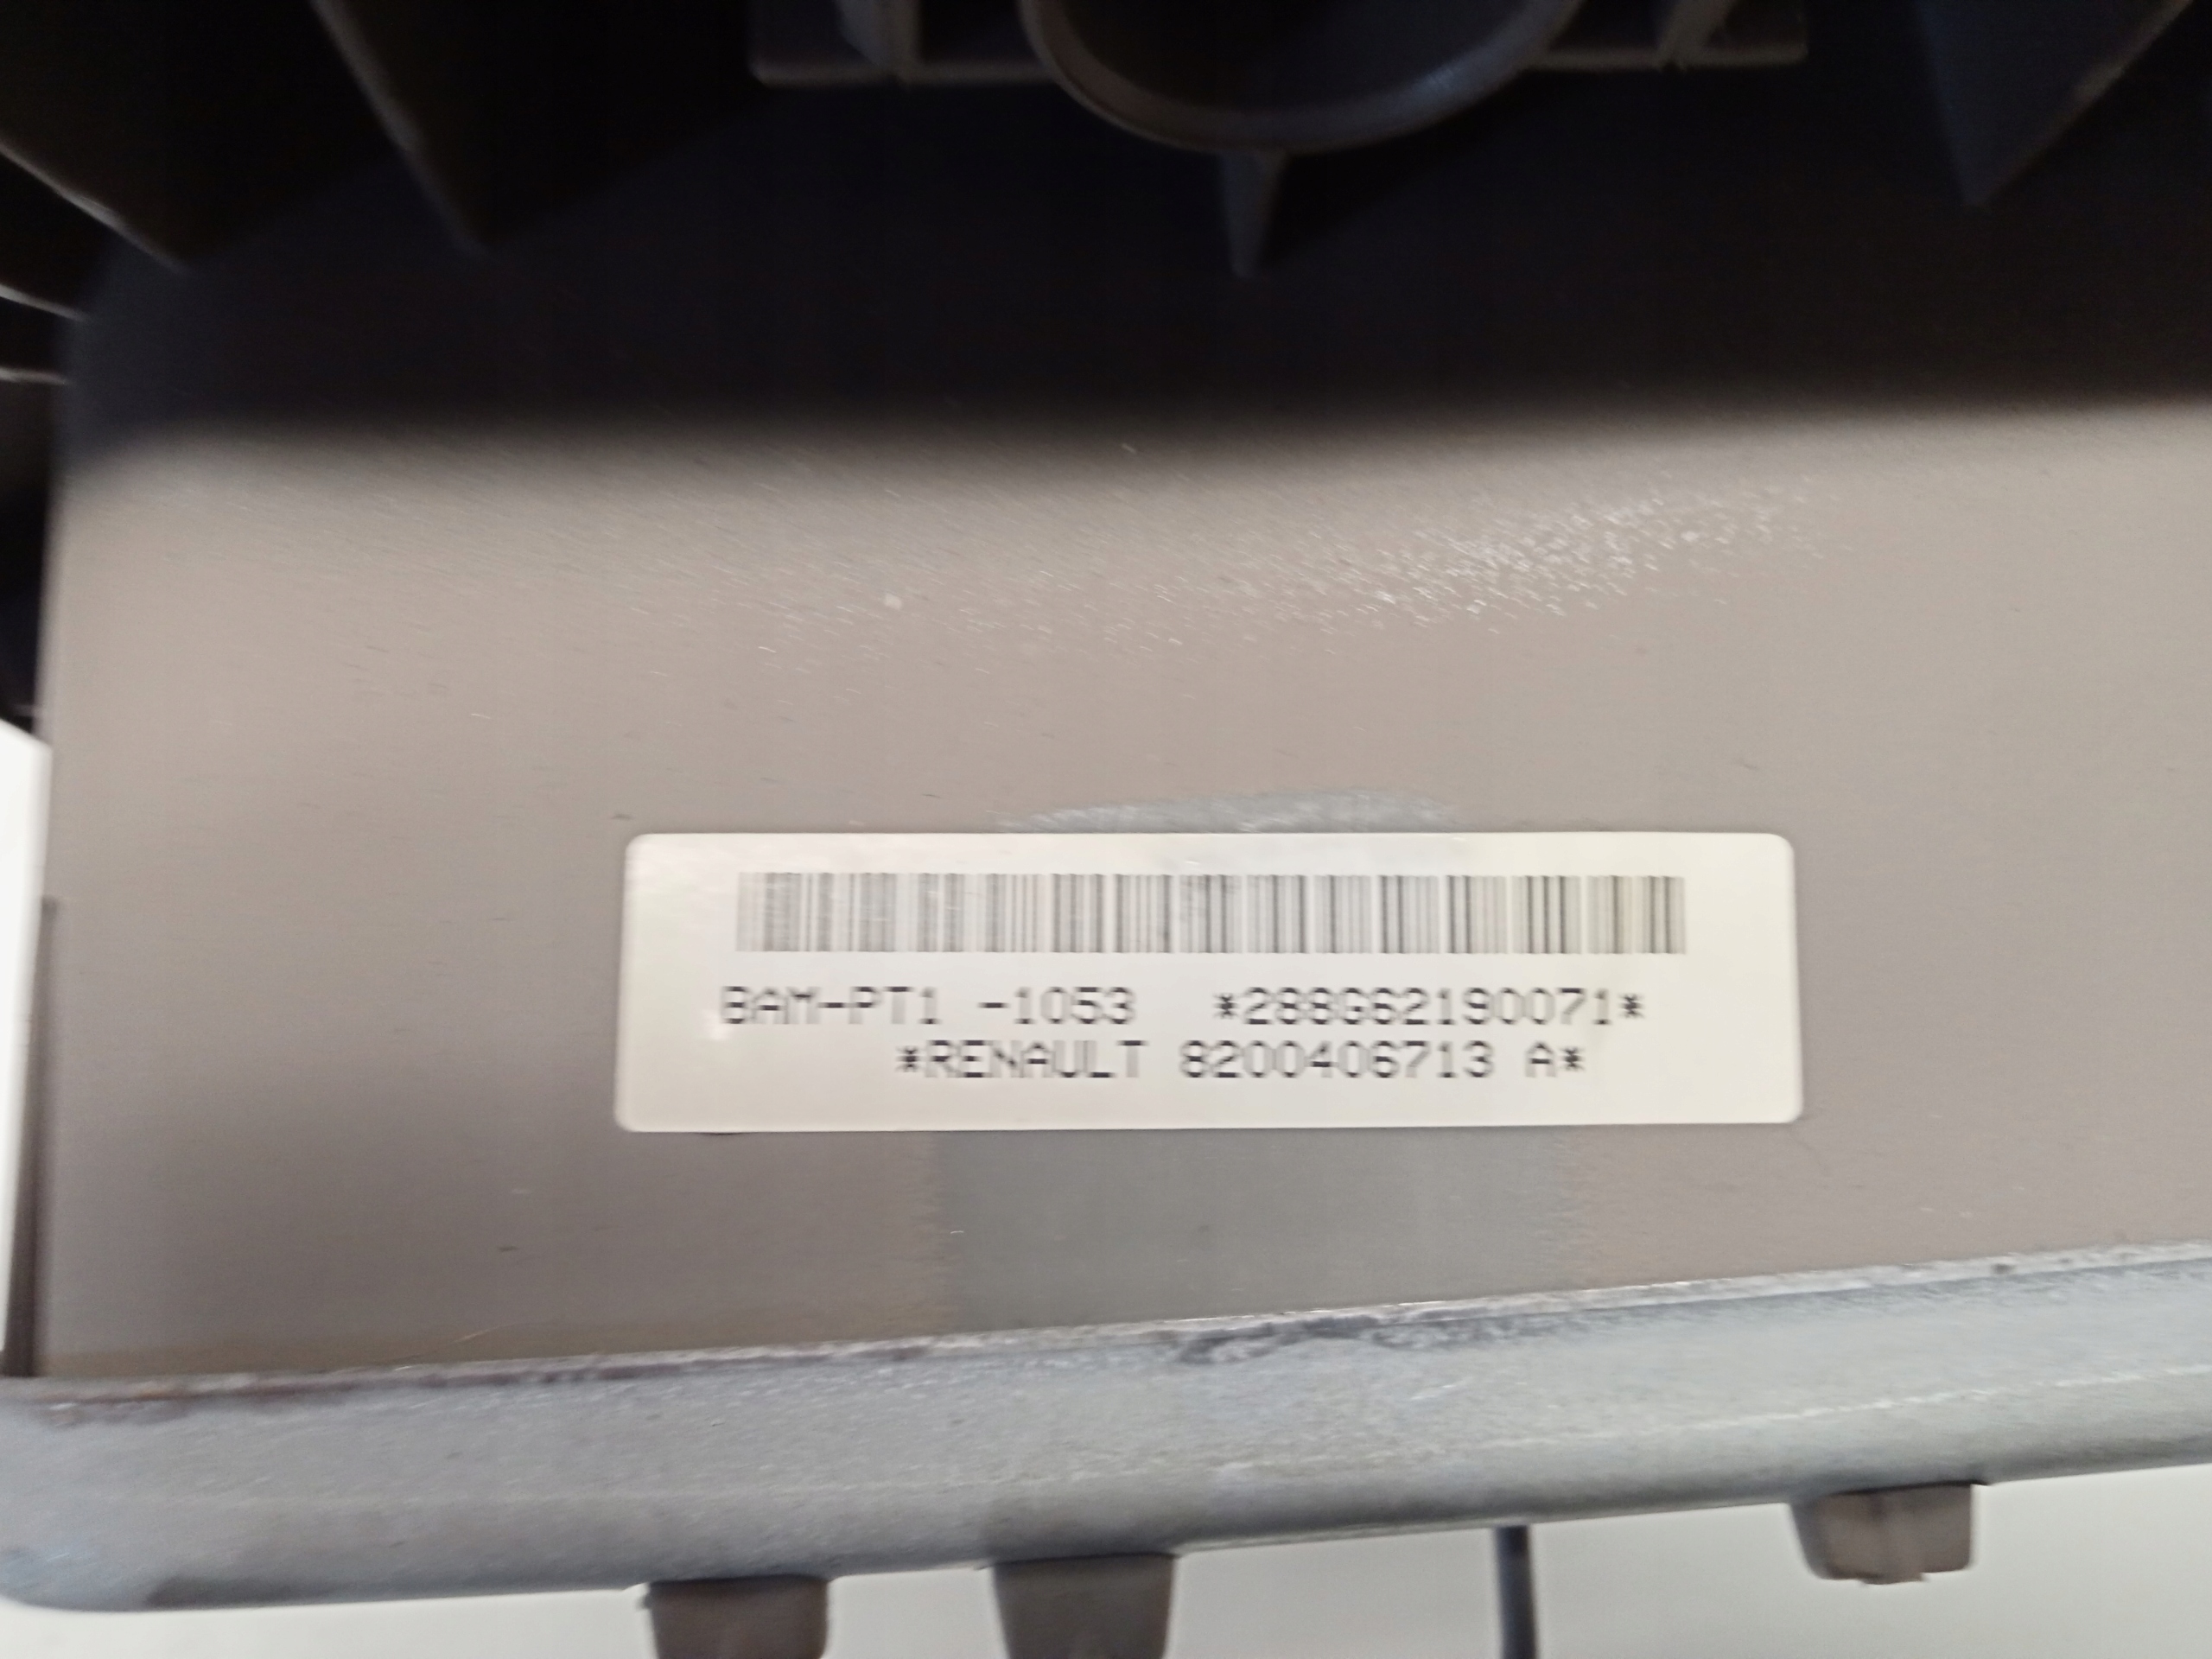 BAM-PT1 -1053 *288G62190071*
*RENAULT 8200406713 A*